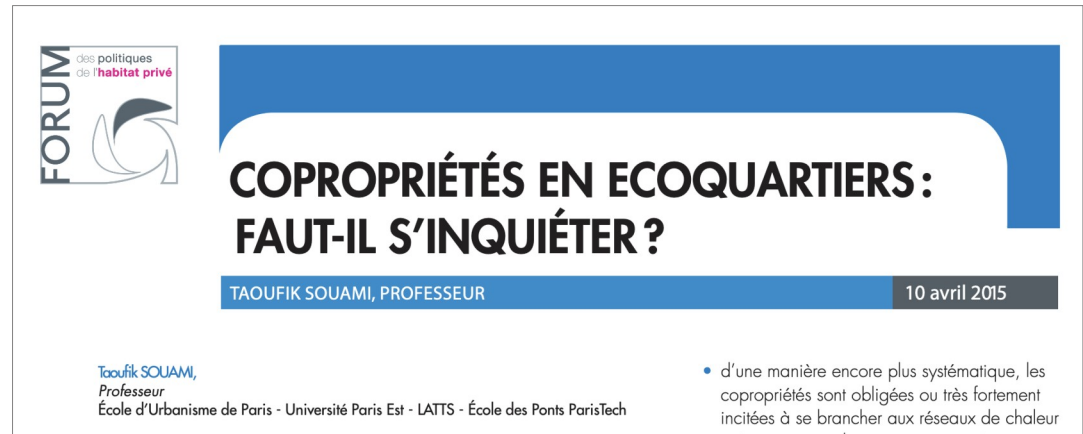 FORUM
des politiques
de l'habitat privé
COPROPRIÉTÉS EN ECOQUARTIERS :
FAUT-IL S'INQUIÉTER ?
TAOUFIK SOUAMI, PROFESSEUR
10 avril 2015
Taoufik SOUAMI,
Professeur
École d'Urbanisme de Paris - Université Paris Est - LATTS - École des Ponts ParisTech
• d'une manière encore plus systématique, les
copropriétés sont obligées ou très fortement
incitées à se brancher aux réseaux de chaleur